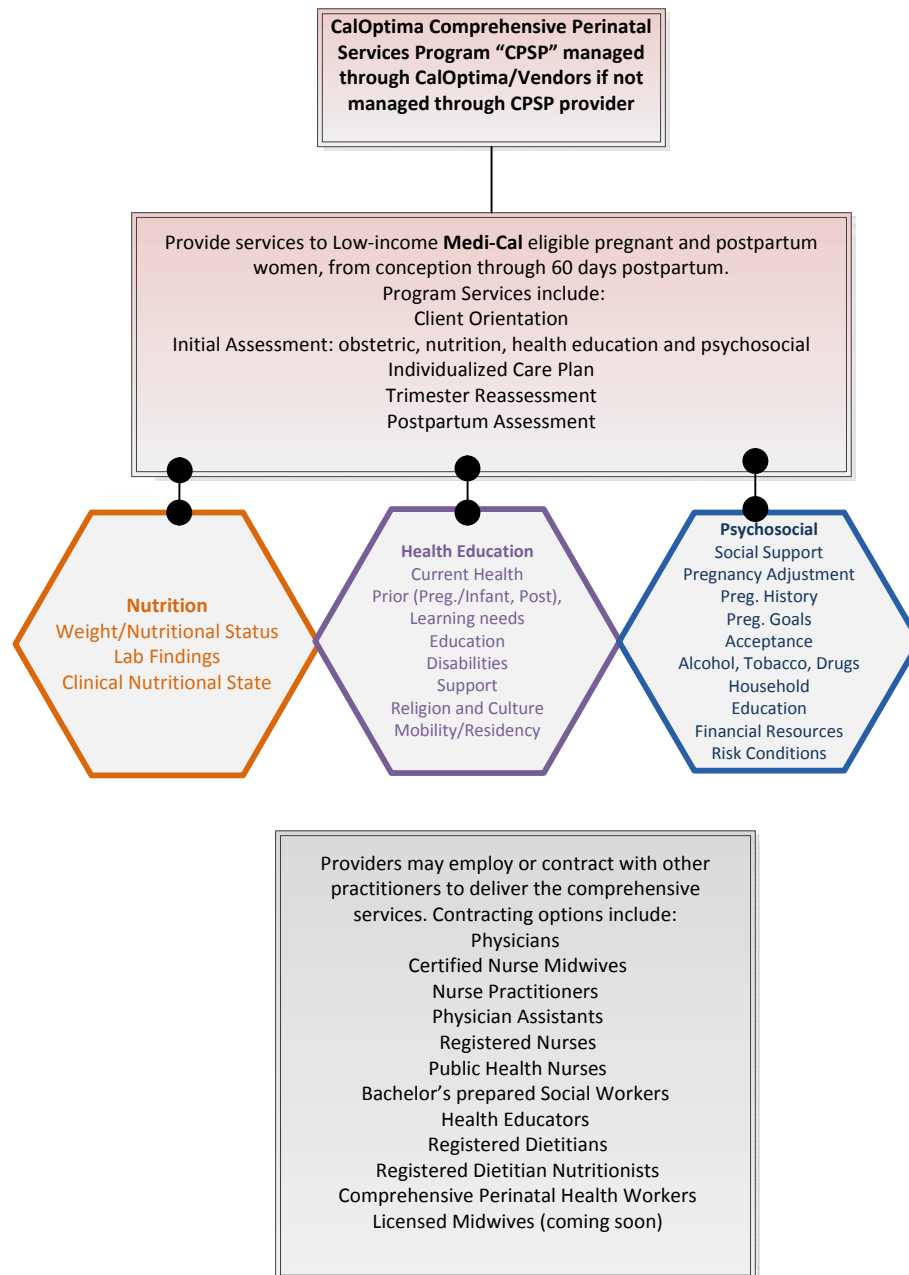 CalOptima Comprehensive Perinatal
Services Program “CPSP” managed
through CalOptima/Vendors if not
managed through CPSP provider
Provide services to Low-income Medi-Cal eligible pregnant and postpartum
women, from conception through 60 days postpartum.
Program Services include:
Client Orientation
Initial Assessment: obstetric, nutrition, health education and psychosocial
Individualized Care Plan
Trimester Reassessment
Postpartum Assessment
Nutrition
Weight/Nutritional Status
Lab Findings
Clinical Nutritional State
Health Education
Current Health
Prior (Preg./Infant, Post),
Learning needs
Education
Disabilities
Support
Religion and Culture
Mobility/Residency
Psychosocial
Social Support
Pregnancy Adjustment
Preg. History
Preg. Goals
Acceptance
Alcohol, Tobacco, Drugs
Household
Education
Financial Resources
Risk Conditions
Providers may employ or contract with other
practitioners to deliver the comprehensive
services. Contracting options include:
Physicians
Certified Nurse Midwives
Nurse Practitioners
Physician Assistants
Registered Nurses
Public Health Nurses
Bachelor’s prepared Social Workers
Health Educators
Registered Dietitians
Registered Dietitian Nutritionists
Comprehensive Perinatal Health Workers
Licensed Midwives (coming soon)